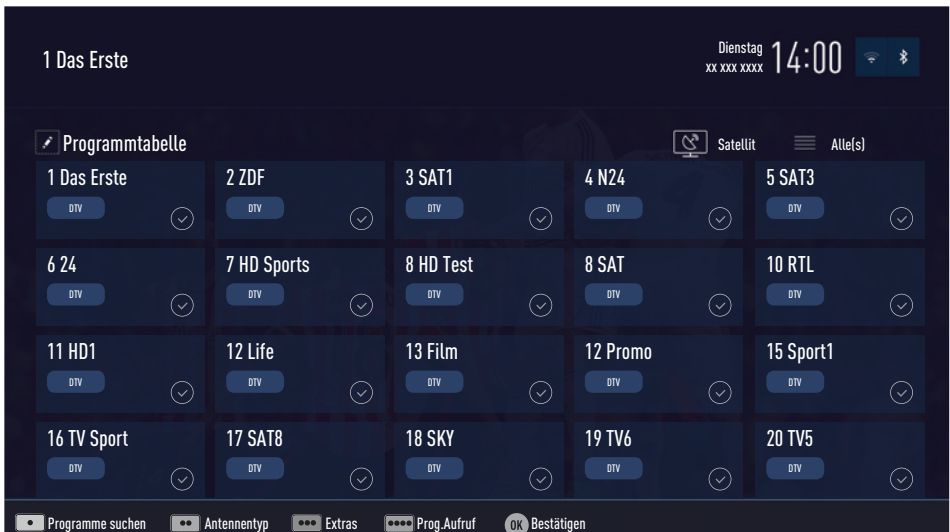 1 Das Erste
Dienstag
xx xxx xxxx
14:00
Programmtabelle
Satellit
Alle(s)
1 Das Erste
DTV
2 ZDF
DTV
3 SAT1
DTV
4 N24
DTV
5 SAT3
DTV
6 24
DTV
7 HD Sports
DTV
8 HD Test
DTV
8 SAT
DTV
10 RTL
DTV
11 HD1
DTV
12 Life
DTV
13 Film
DTV
12 Promo
DTV
15 Sport1
DTV
16 TV Sport
DTV
17 SAT8
DTV
18 SKY
DTV
19 TV6
DTV
20 TV5
DTV
Programme suchen
Antennentyp
Extras
Prog.Aufruf
OK Bestätigen